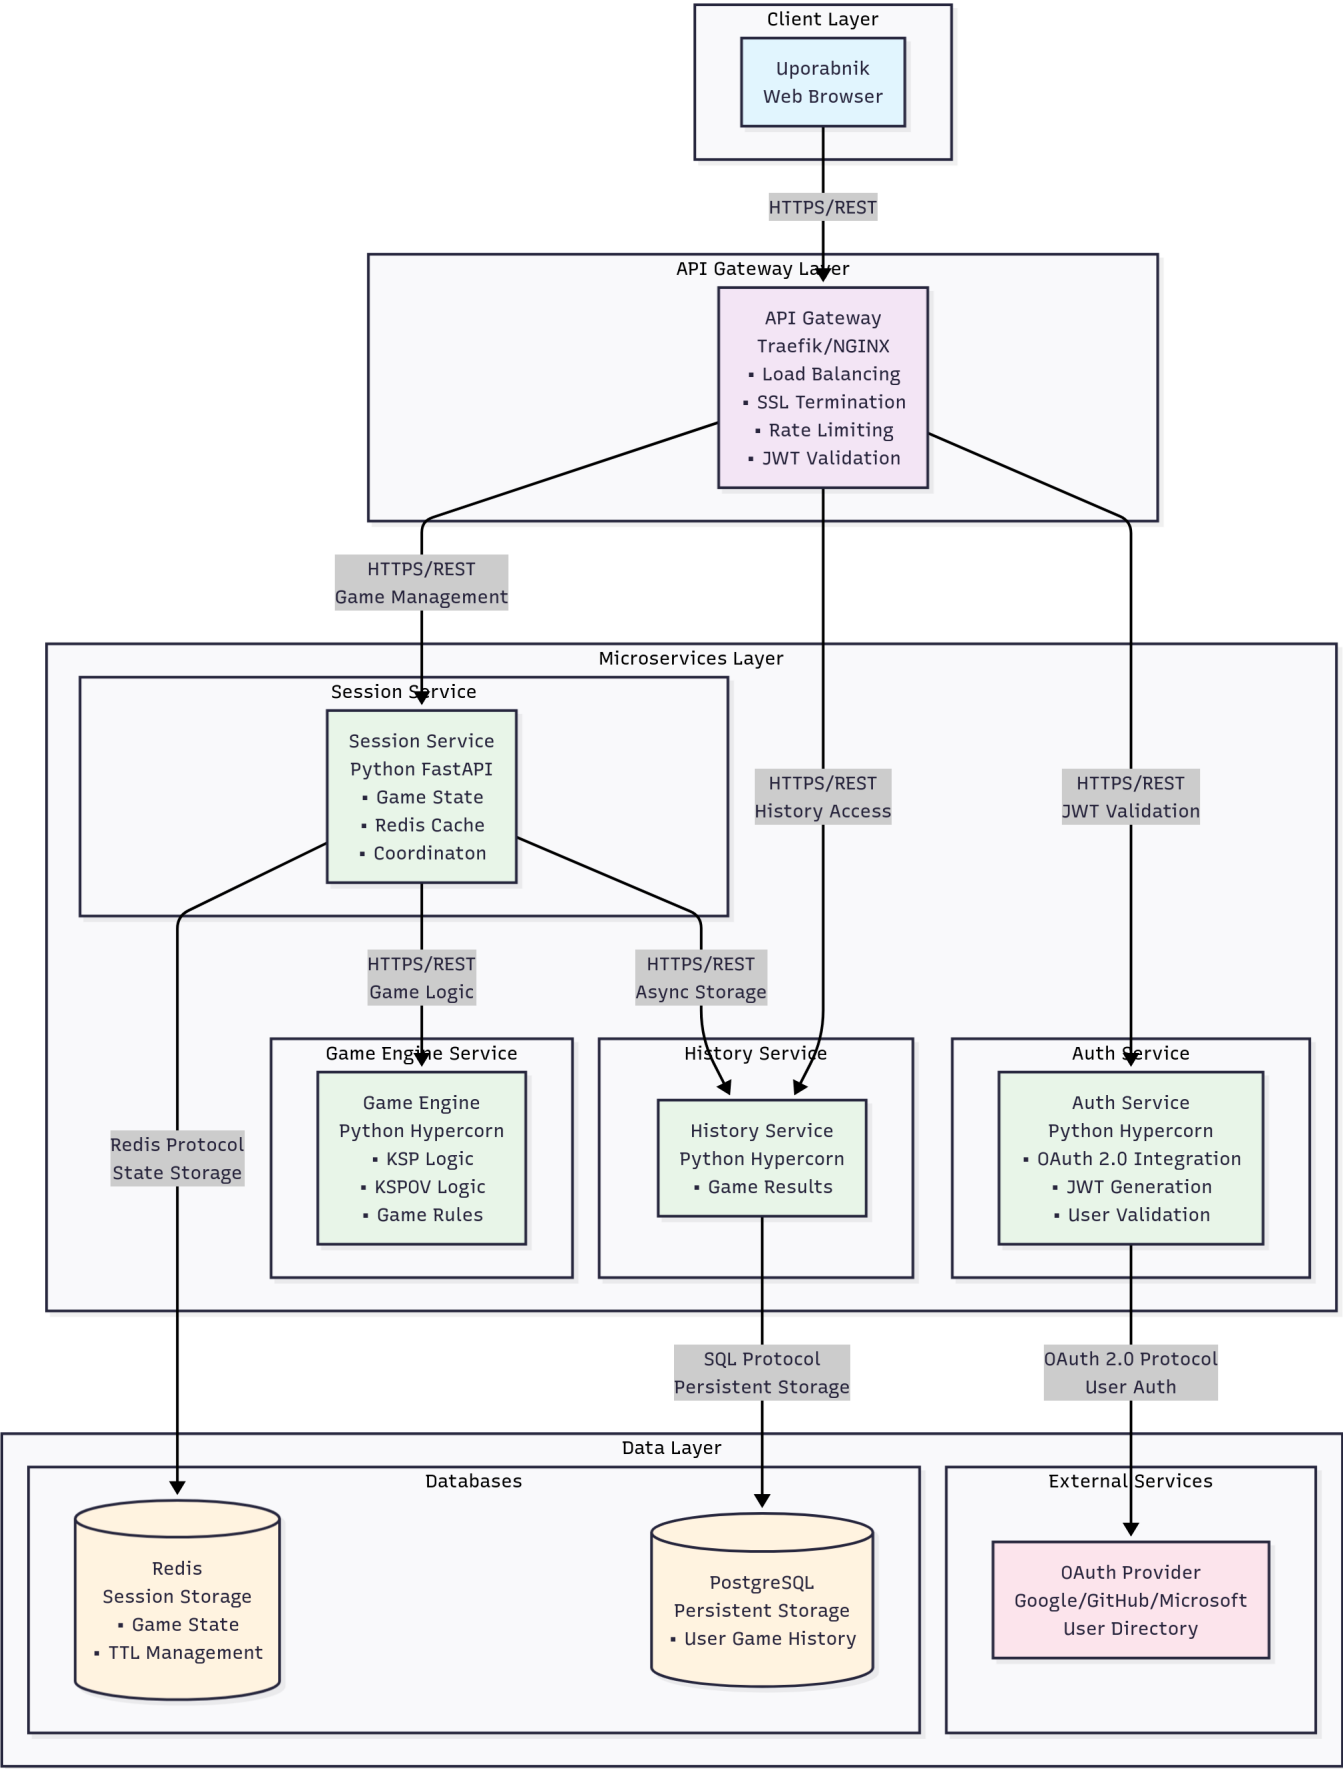 Client Layer
Uporabnik
Web Browser
HTTPS/REST
API Gateway Layer
API Gateway
Traefik/NGINX
▪ Load Balancing
▪ SSL Termination
▪ Rate Limiting
▪ JWT Validation
HTTPS/REST
Game Management
Microservices Layer
Session Service
Session Service
Python FastAPI
▪ Game State
▪ Redis Cache
▪ Coordinaton
HTTPS/REST
History Access
HTTPS/REST
JWT Validation
HTTPS/REST
Game Logic
HTTPS/REST
Async Storage
Game Engine Service
Game Engine
Python Hypercorn
▪ KSP Logic
▪ KSPOV Logic
▪ Game Rules
History Service
History Service
Python Hypercorn
▪ Game Results
Auth Service
Auth Service
Python Hypercorn
▪ OAuth 2.0 Integration
▪ JWT Generation
▪ User Validation
Redis Protocol
State Storage
SQL Protocol
Persistent Storage
OAuth 2.0 Protocol
User Auth
Data Layer
Databases
Redis
Session Storage
▪ Game State
▪ TTL Management
PostgreSQL
Persistent Storage
▪ User Game History
External Services
OAuth Provider
Google/GitHub/Microsoft
User Directory